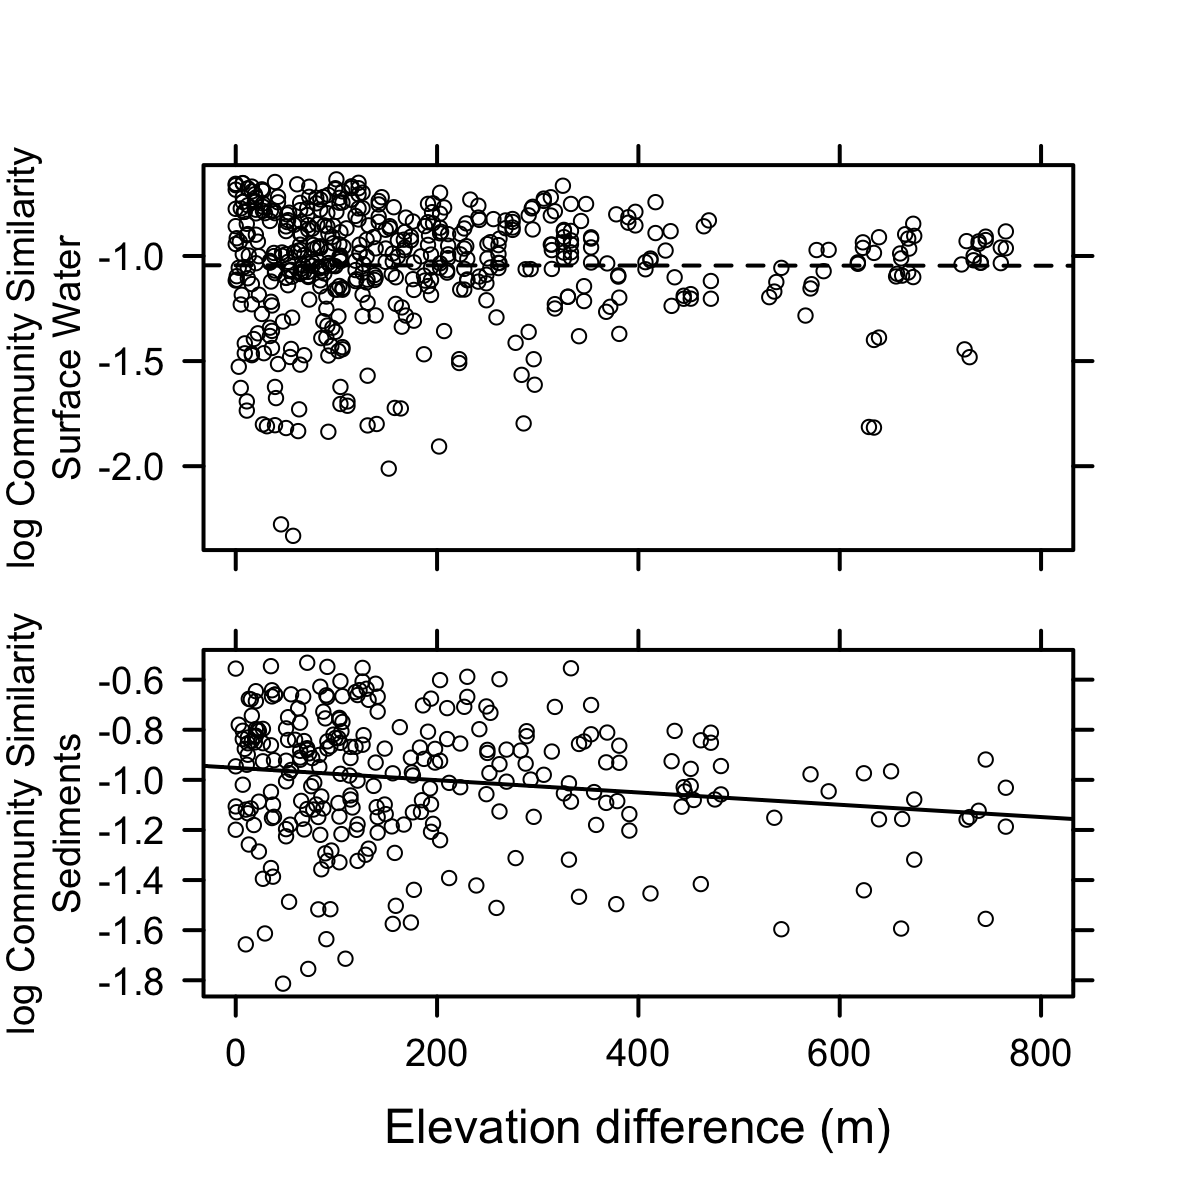 log Community Similarity
Surface Water
-1.0
-1.5
-2.0
log Community Similarity
Sediments
-0.6
-0.8
-1.0
-1.2
-1.4
-1.6
-1.8
0 200 400 600 800
Elevation difference (m)